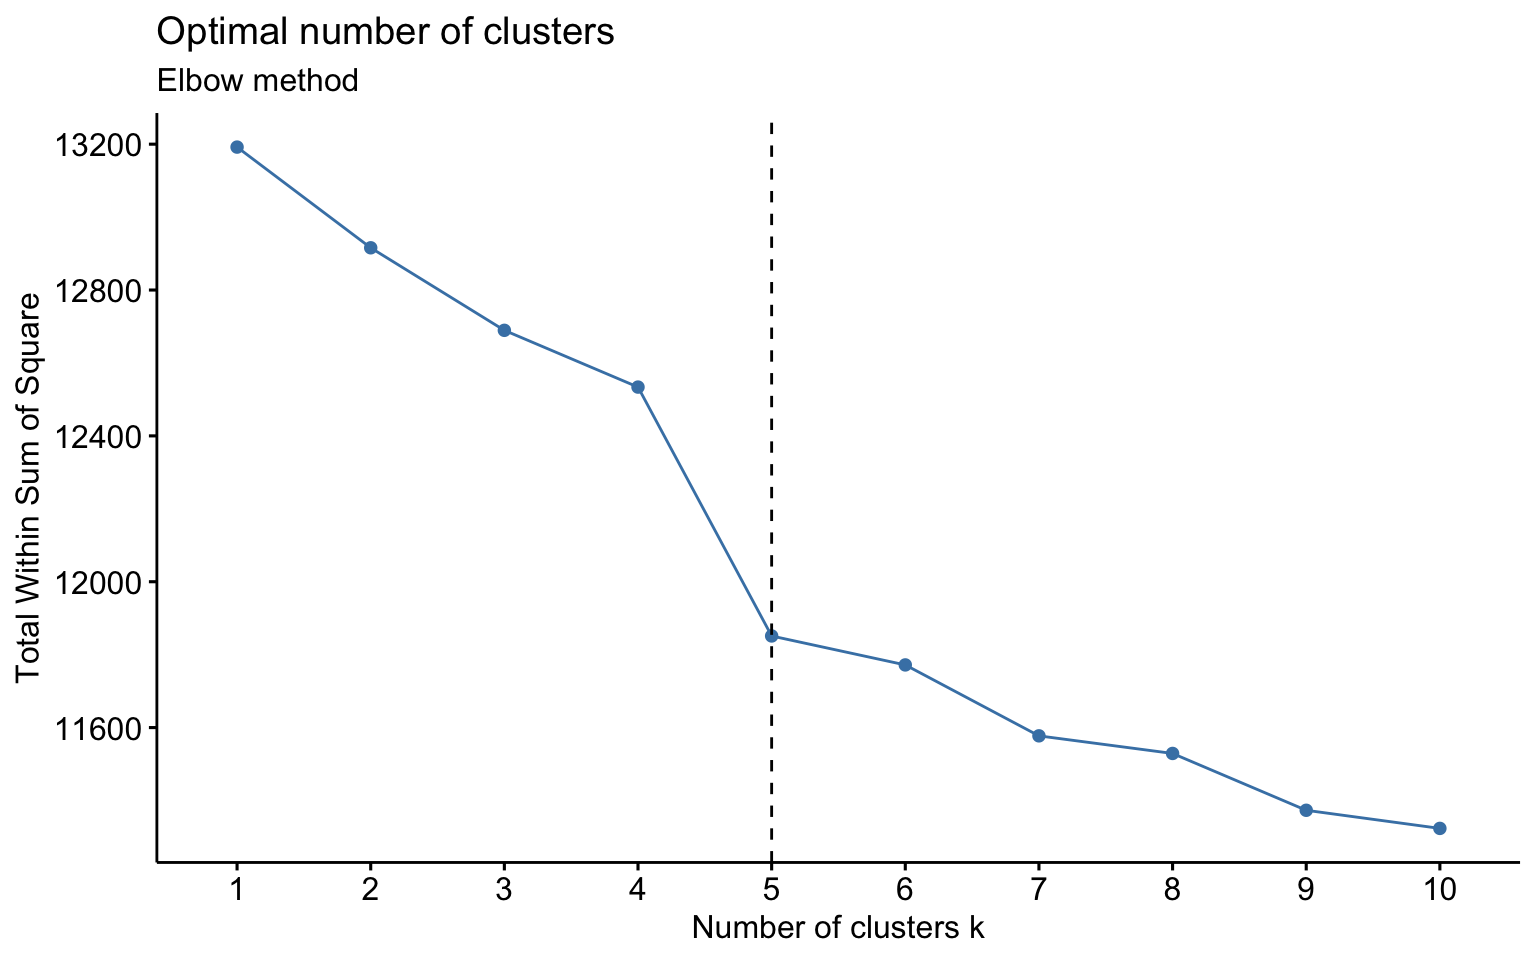 Optimal number of clusters
Elbow method
13200
12800
12400
12000
11600
Total Within Sum of Square
1 2 3 4 5 6 7 8 9 10
Number of clusters k